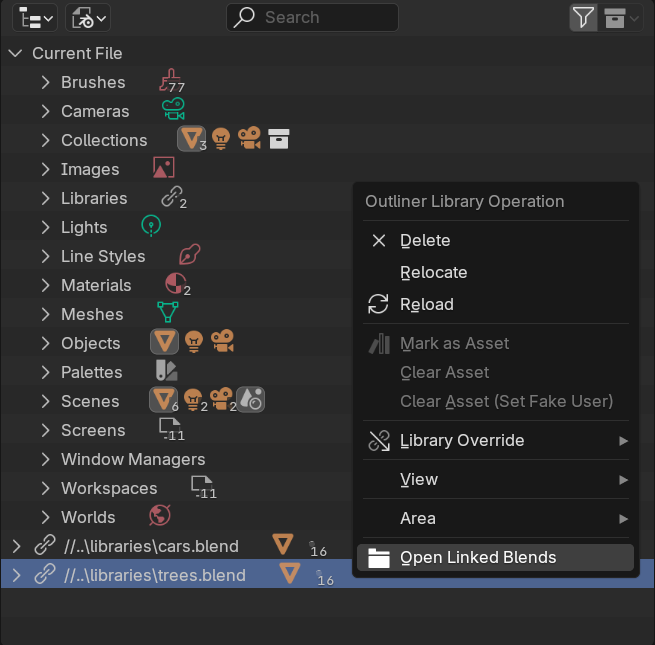 Search
Current File
Brushes 77
Cameras
Collections 3
Images
Libraries 2
Lights
Line Styles
Materials 2
Meshes
Objects
Palettes
Scenes 6 2 2
Screens -11
Window Managers
Workspaces -11
Worlds
//..\libraries\cars.blend 16
//..\libraries\trees.blend 16
Outliner Library Operation
Delete
Relocate
Reload
Mark as Asset
Clear Asset
Clear Asset (Set Fake User)
Library Override
View
Area
Open Linked Blends